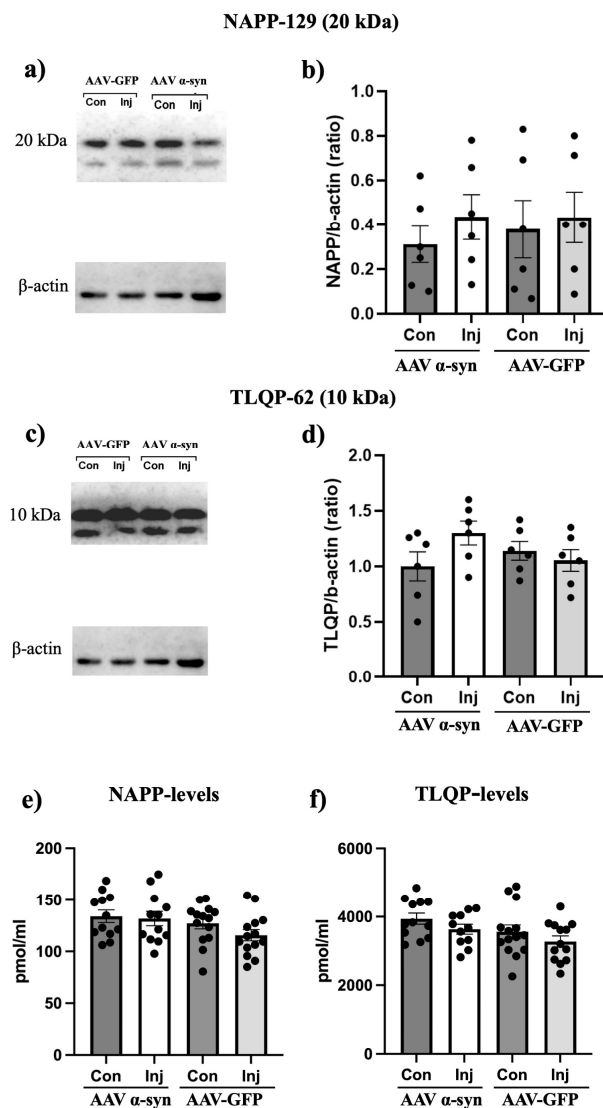 NAPP-129 (20 kDa)
a)
AAV-GFP AAV α-syn
Con Inj Con Inj
20 kDa
β-actin
b)
NAPP/b-actin (ratio)
1.0
0.8
0.6
0.4
0.2
0.0
Con Inj Con Inj
AAV α-syn AAV-GFP
TLQP-62 (10 kDa)
c)
AAV-GFP AAV α-syn
Con Inj Con Inj
10 kDa
β-actin
d)
TLQP/b-actin (ratio)
2.0
1.5
1.0
0.5
0.0
Con Inj Con Inj
AAV α-syn AAV-GFP
e) NAPP-levels
pmol/ml
200
150
100
50
0
Con Inj Con Inj
AAV α-syn AAV-GFP
f) TLQP-levels
pmol/ml
6000
4000
2000
0
Con Inj Con Inj
AAV α-syn AAV-GFP